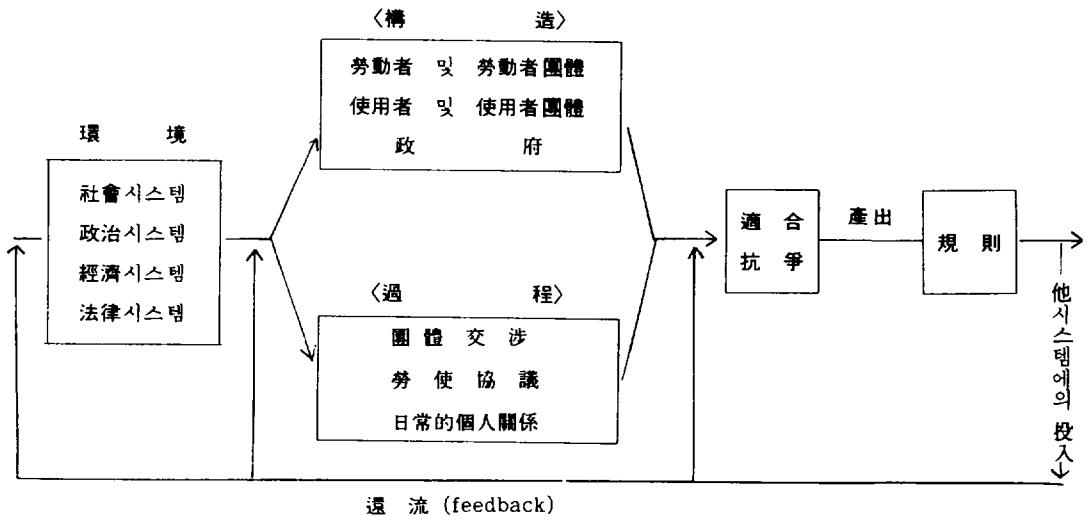 環 境
社會시스템
政治시스템
經濟시스템
法律시스템
〈構 造〉
勞動者 및 勞動者團體
使用者 및 使用者團體
政 府
〈過 程〉
團 體 交 涉
勞 使 協 議
日常的個人關係
適 合
抗 爭
產出
規 則
他시스템에의 投入
還 流 (feedback)